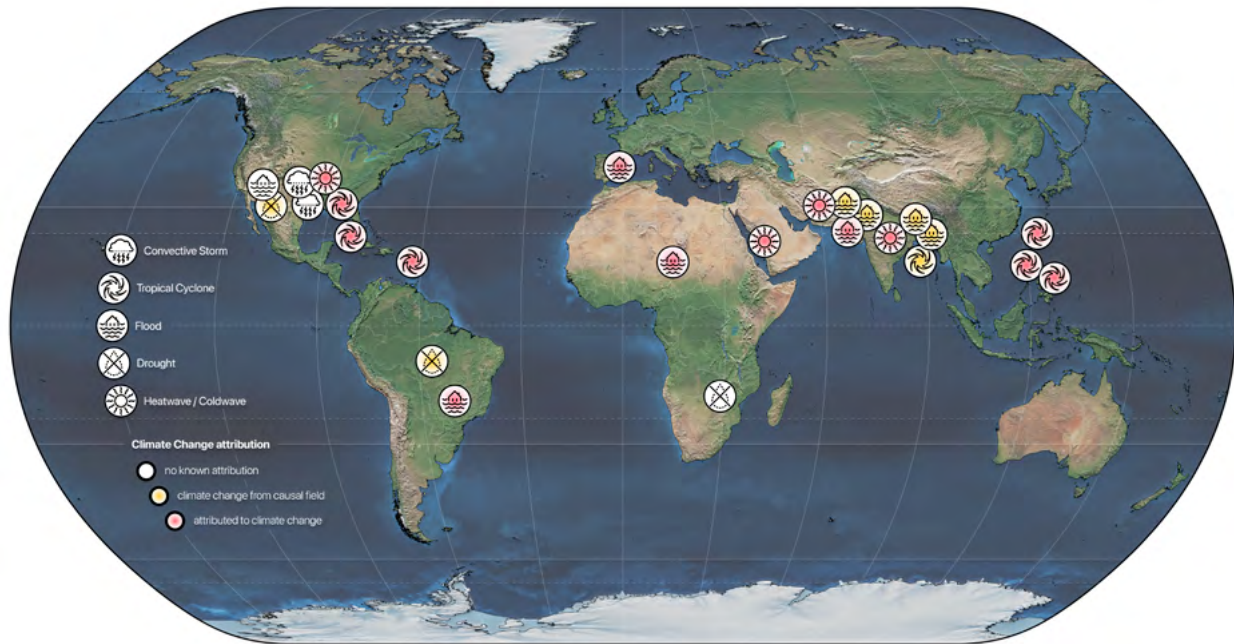 Convective Storm
Tropical Cyclone
Flood
Drought
Heatwave / Coldwave
Climate Change attribution
no known attribution
climate change from causal field
attributed to climate change